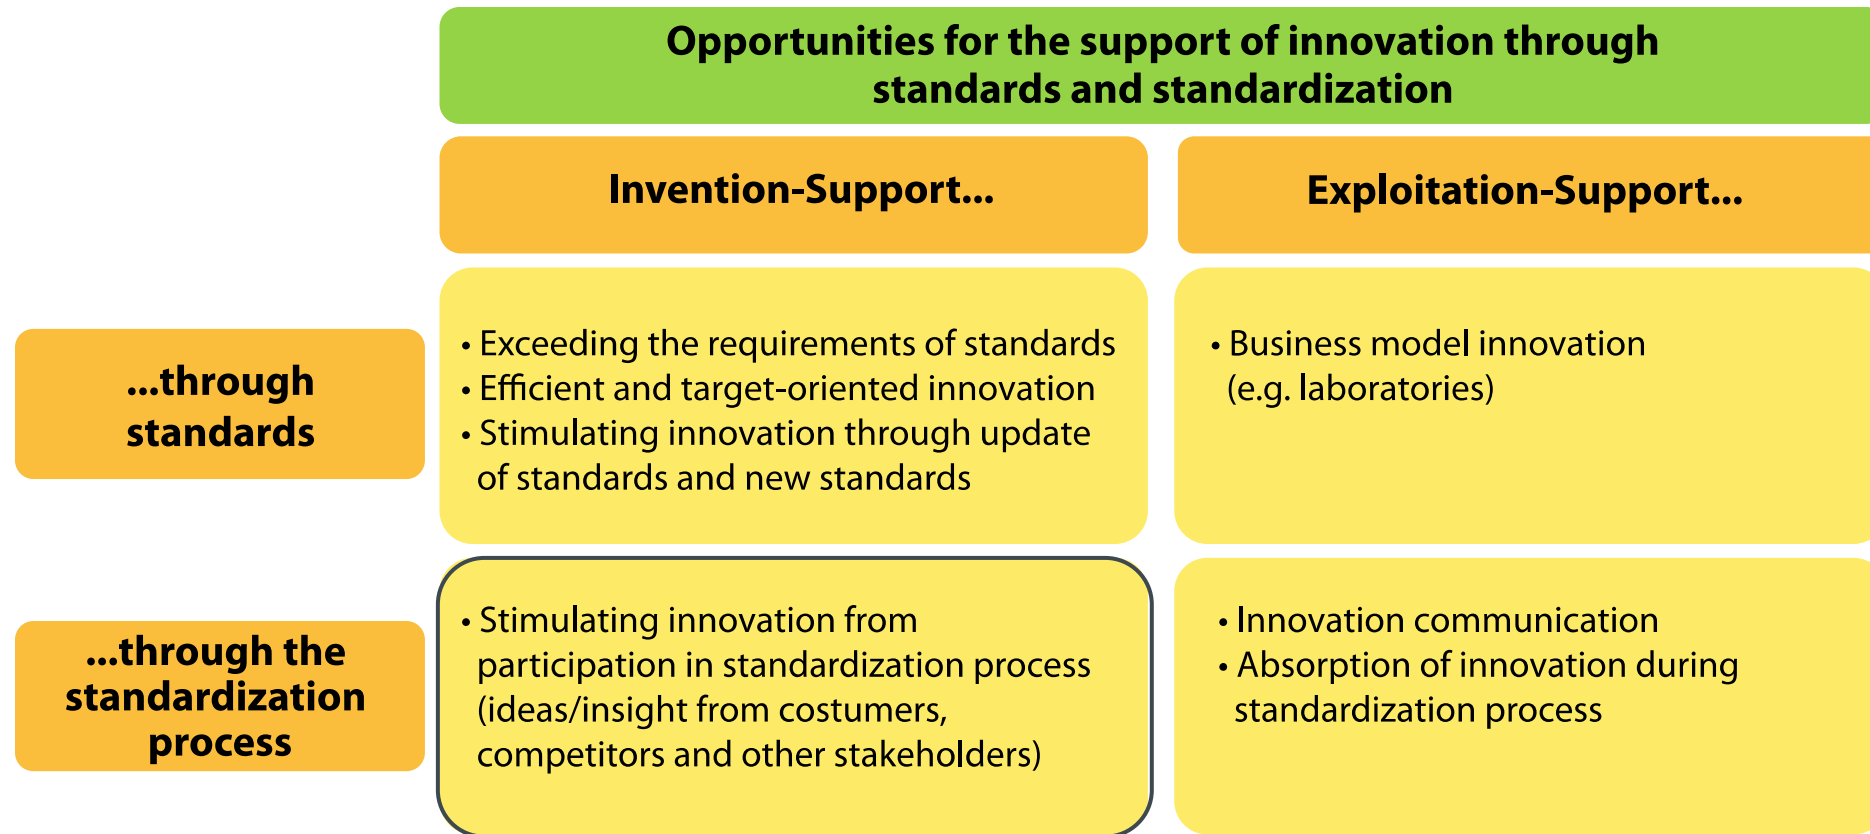 Opportunities for the support of innovation through
standards and standardization
Invention-Support...
Exploitation-Support...
...through
standards
• Exceeding the requirements of standards
• Efficient and target-oriented innovation
• Stimulating innovation through update
of standards and new standards
• Business model innovation
(e.g. laboratories)
...through the
standardization
process
• Stimulating innovation from
participation in standardization process
(ideas/insight from costumers,
competitors and other stakeholders)
• Innovation communication
• Absorption of innovation during
standardization process